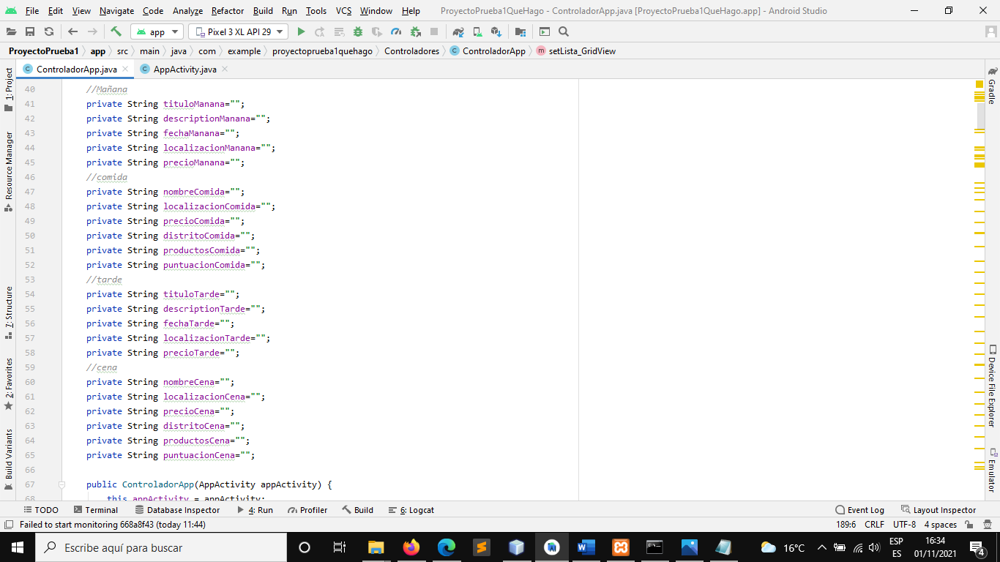 File Edit View Navigate Code Analyze Refactor Build Run Tools VCS Window Help ProyectoPrueba1QueHago - ControladorApp.java [ProyectoPrueba1QueHago.app] - Android Studio
app Pixel 3 XL API 29
ProyectoPrueba1 app src main java com example proyectoprueba1quehago Controladores ControladorApp setLista_GridView
ControladorApp.java AppActivity.java
1: Project
Resource Manager
7: Structure
2: Favorites
Build Variants
40 //Mañana
41 private String tituloManana="";
42 private String descriptionManana="";
43 private String fechaManana="";
44 private String localizacionManana="";
45 private String precioManana="";
46 //comida
47 private String nombreComida="";
48 private String localizacionComida="";
49 private String precioComida="";
50 private String distritoComida="";
51 private String productosComida="";
52 private String puntuacionComida="";
53 //tarde
54 private String tituloTarde="";
55 private String descriptionTarde="";
56 private String fechaTarde="";
57 private String localizacionTarde="";
58 private String precioTarde="";
59 //cena
60 private String nombreCena="";
61 private String localizacionCena="";
62 private String precioCena="";
63 private String distritoCena="";
64 private String productosCena="";
65 private String puntuacionCena="";
66
67 public ControladorApp(AppActivity appActivity) {
68 this.appActivity = appActivity;
Gradle
Device File Explorer
Emulator
TODO Terminal Database Inspector 4: Run Profiler Build 6: Logcat Event Log Layout Inspector
Failed to start monitoring 668a8f43 (today 11:44) 189:6 CRLF UTF-8 4 spaces
Escribe aquí para buscar 16°C ESP ES 16:34 01/11/2021 4